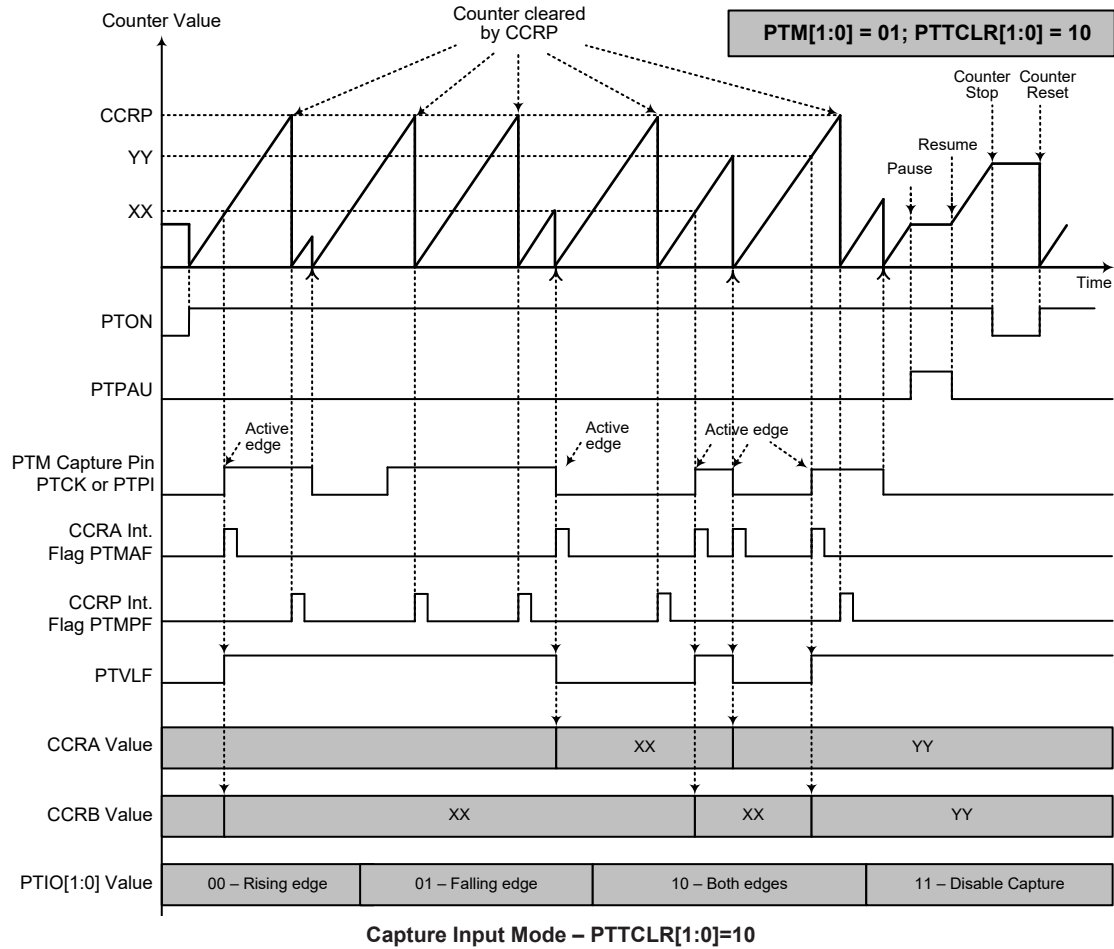 Counter Value
Counter cleared
by CCRP
PTM[1:0] = 01; PTTCLR[1:0] = 10
Counter
Stop
Counter
Reset
CCRP
YY
XX
Pause
Resume
Time
PTON
PTPAU
Active
edge
Active
edge
Active edge
PTM Capture Pin
PTCK or PTPI
CCRA Int.
Flag PTMAF
CCRP Int.
Flag PTMPF
PTVLF
CCRA Value
XX
YY
CCRB Value
XX
XX
YY
PTIO[1:0] Value
00 – Rising edge
01 – Falling edge
10 – Both edges
11 – Disable Capture
Capture Input Mode – PTTCLR[1:0]=10